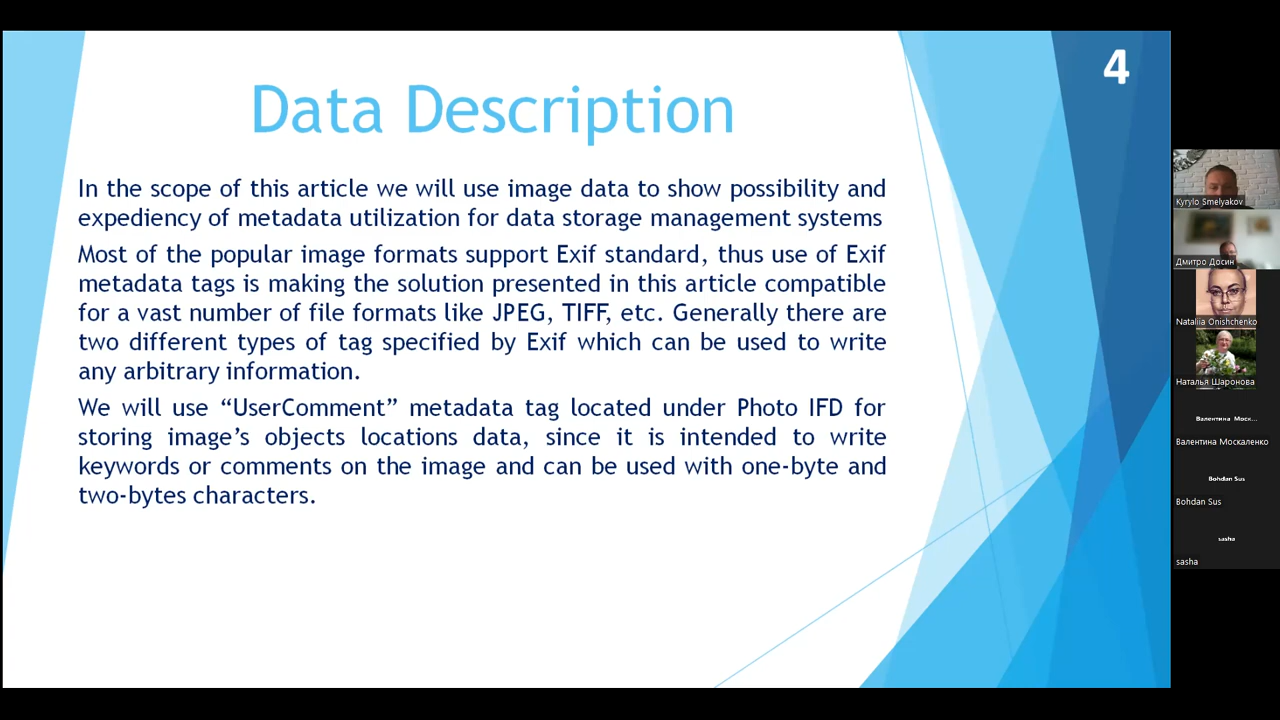 4
Data Description
In the scope of this article we will use image data to show possibility and
expediency of metadata utilization for data storage management systems
Most of the popular image formats support Exif standard, thus use of Exif
metadata tags is making the solution presented in this article compatible
for a vast number of file formats like JPEG, TIFF, etc. Generally there are
two different types of tag specified by Exif which can be used to write
any arbitrary information.
We will use “UserComment” metadata tag located under Photo IFD for
storing image’s objects locations data, since it is intended to write
keywords or comments on the image and can be used with one-byte and
two-bytes characters.
Kyrylo Smelyakov
Дмитро Досин
Nataliia Onishchenko
Наталья Шаронова
Валентина Моск...
Валентина Москаленко
Bohdan Sus
Bohdan Sus
sasha
sasha